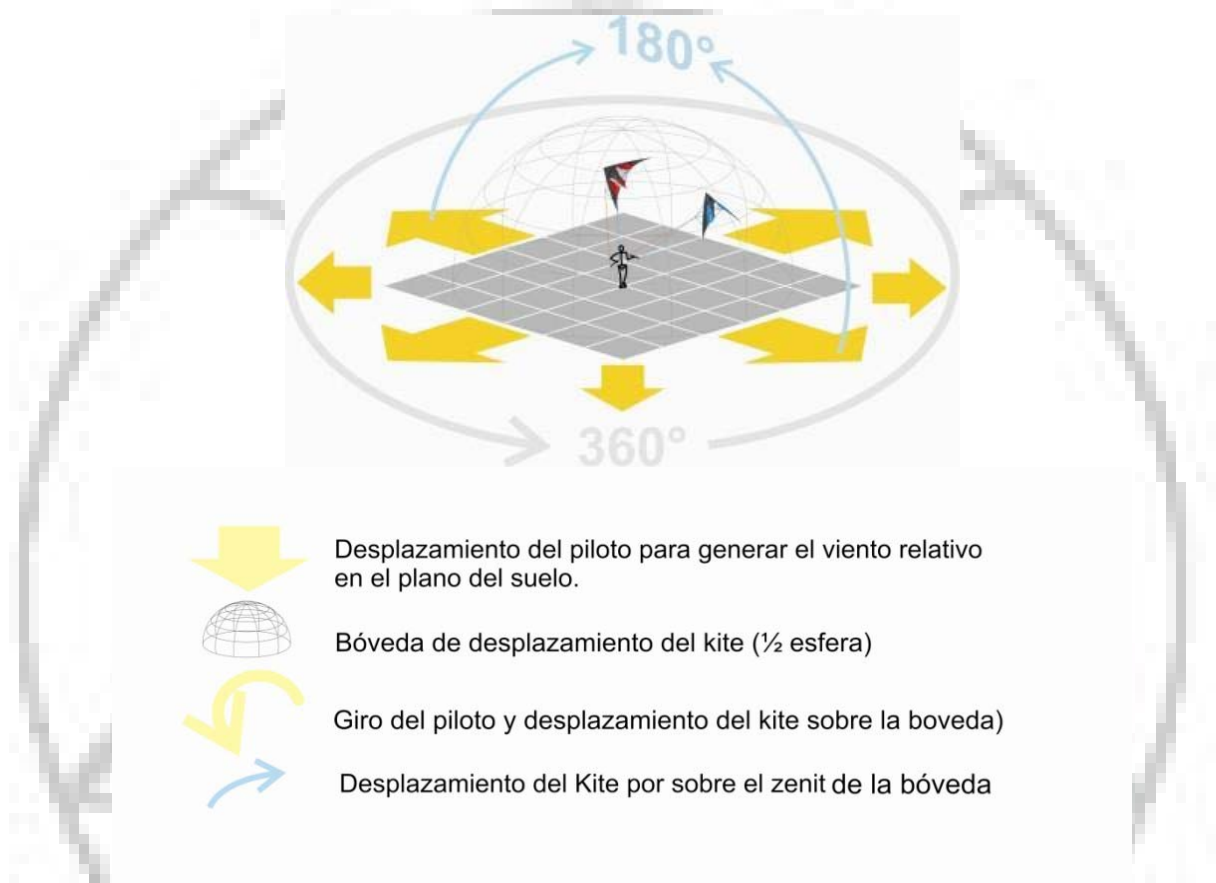 180°
360°
Desplazamiento del piloto para generar el viento relativo
en el plano del suelo.
Bóveda de desplazamiento del kite (½ esfera)
Giro del piloto y desplazamiento del kite sobre la boveda)
Desplazamiento del Kite por sobre el zenit de la bóveda